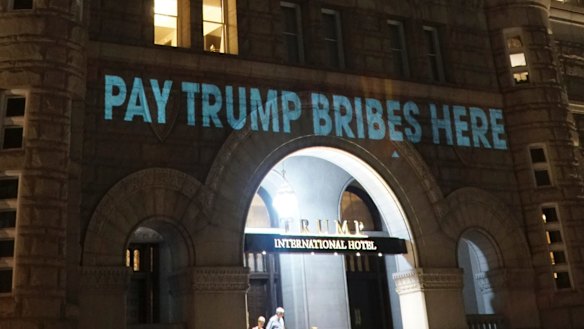 PAY TRUMP BRIBES HERE
TRUMP
INTERNATIONAL HOTEL